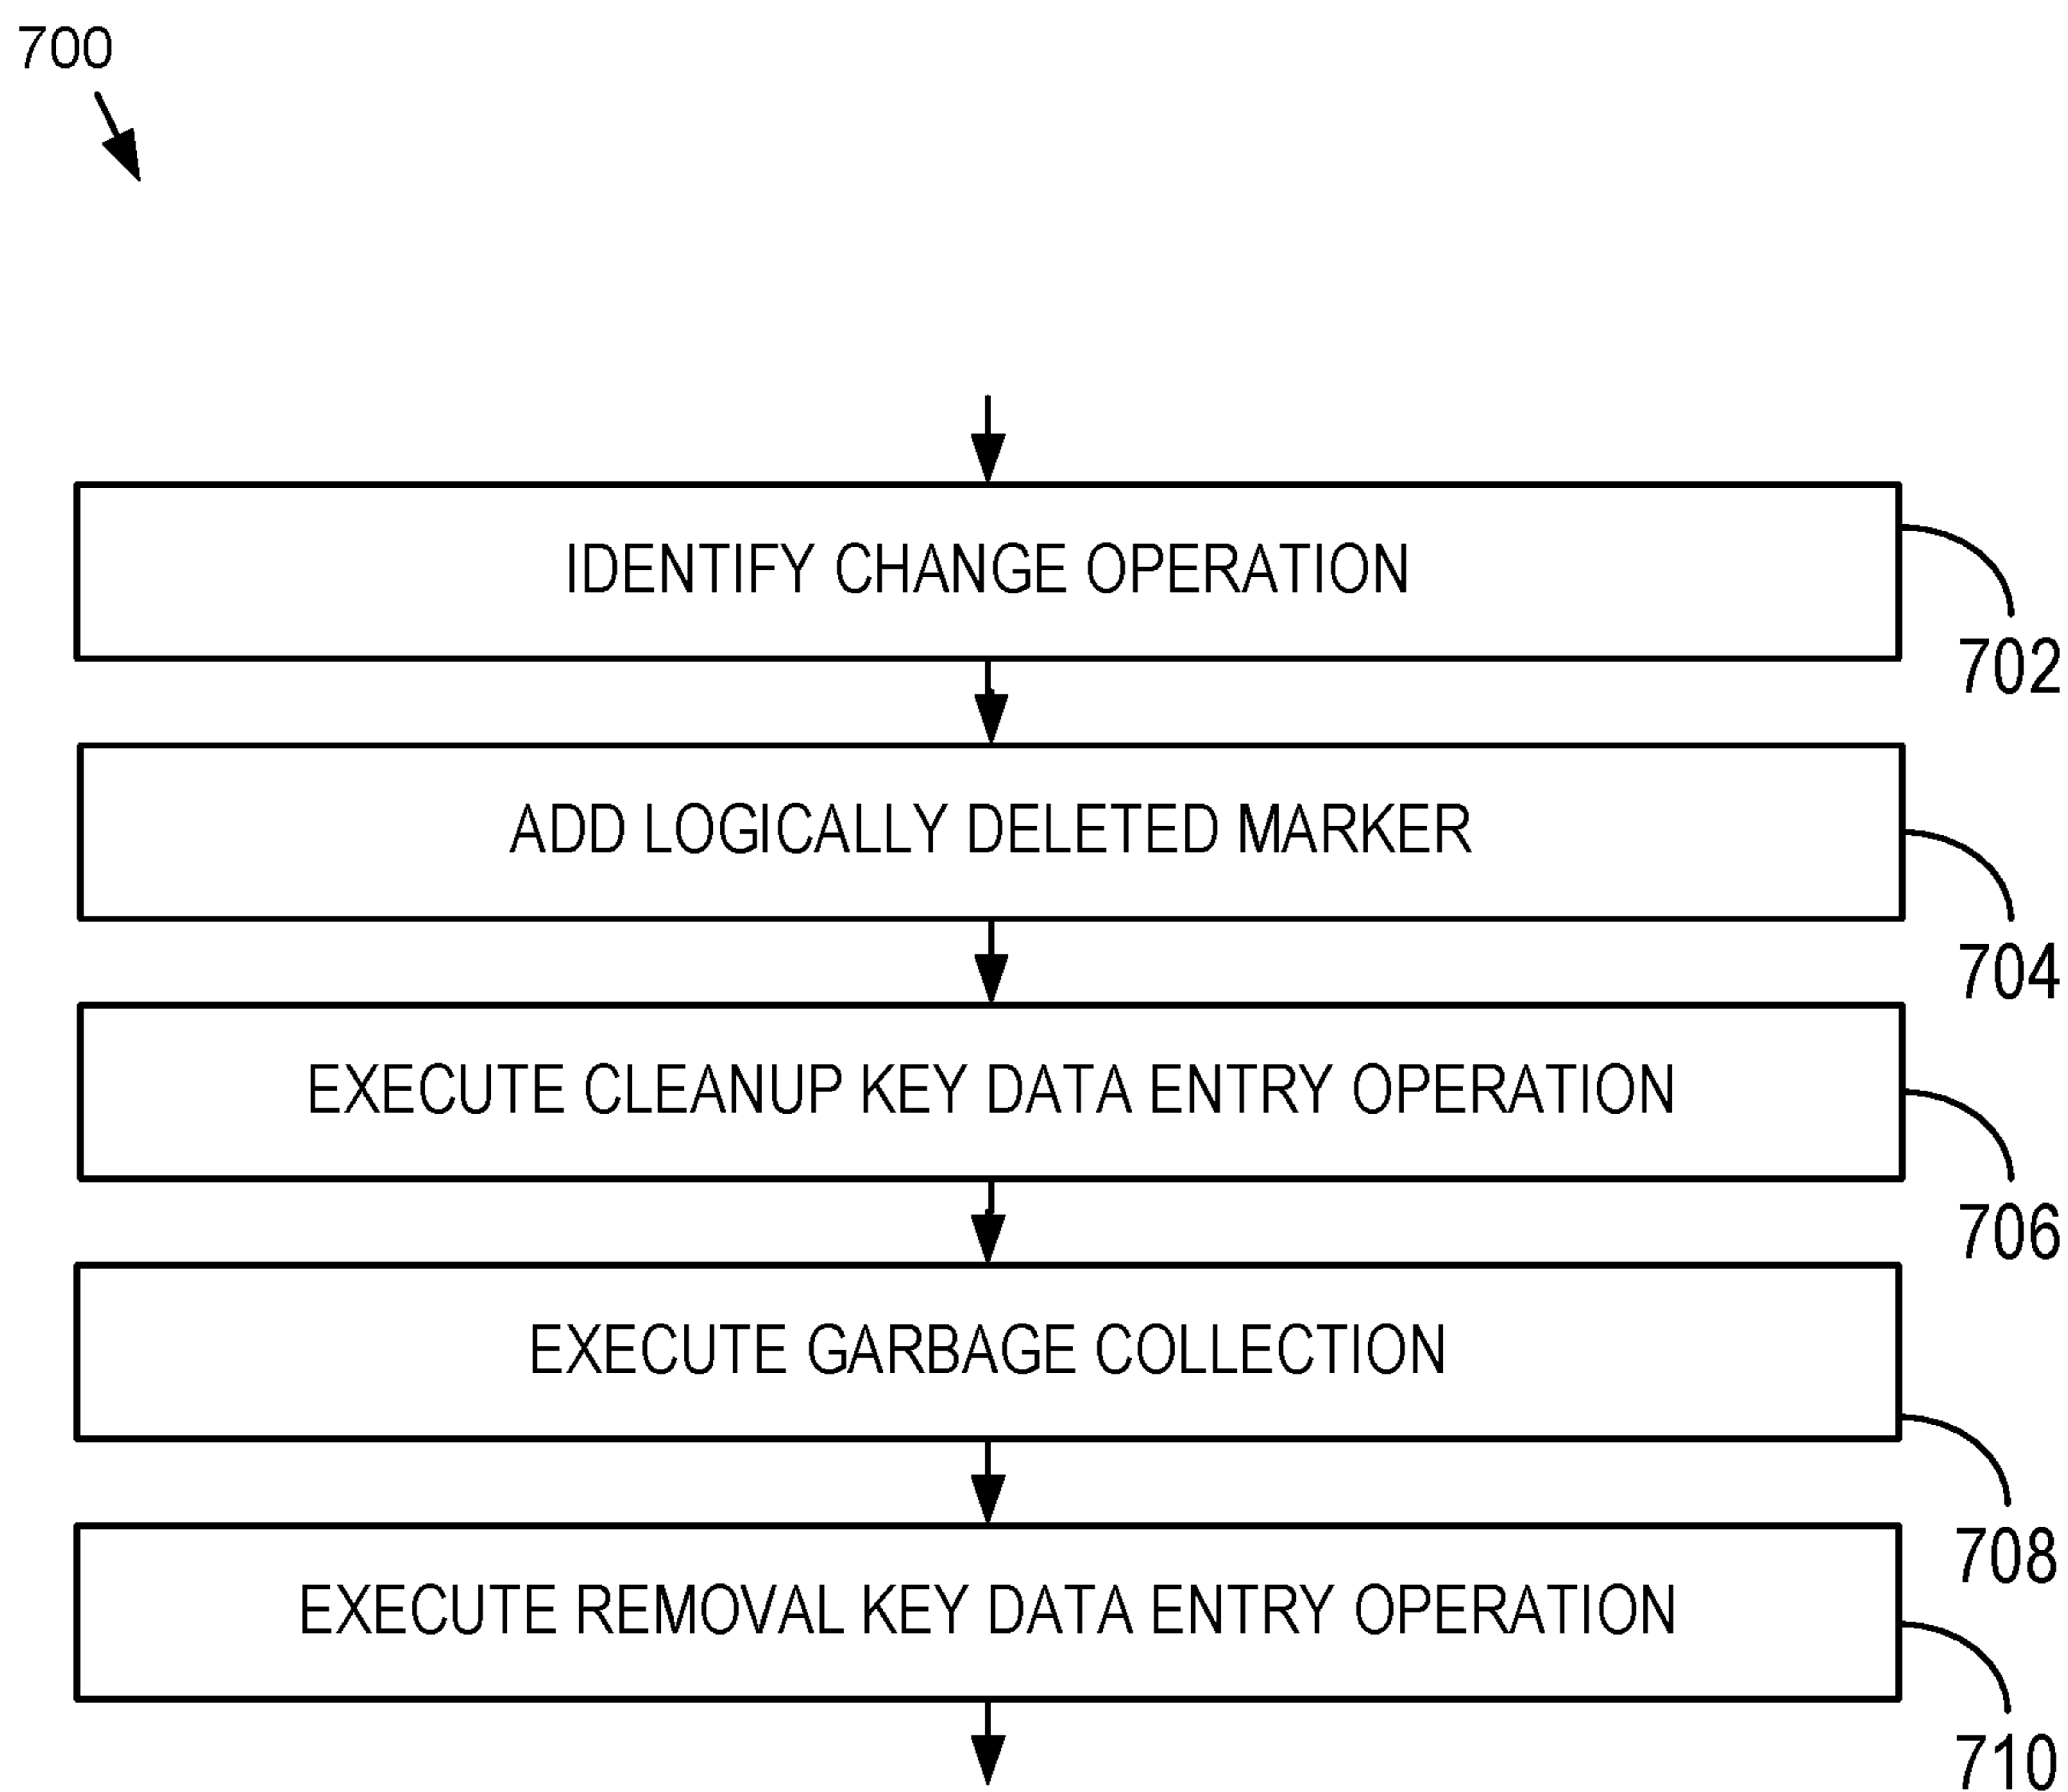 700
IDENTIFY CHANGE OPERATION
702
ADD LOGICALLY DELETED MARKER
704
EXECUTE CLEANUP KEY DATA ENTRY OPERATION
706
EXECUTE GARBAGE COLLECTION
708
EXECUTE REMOVAL KEY DATA ENTRY OPERATION
710